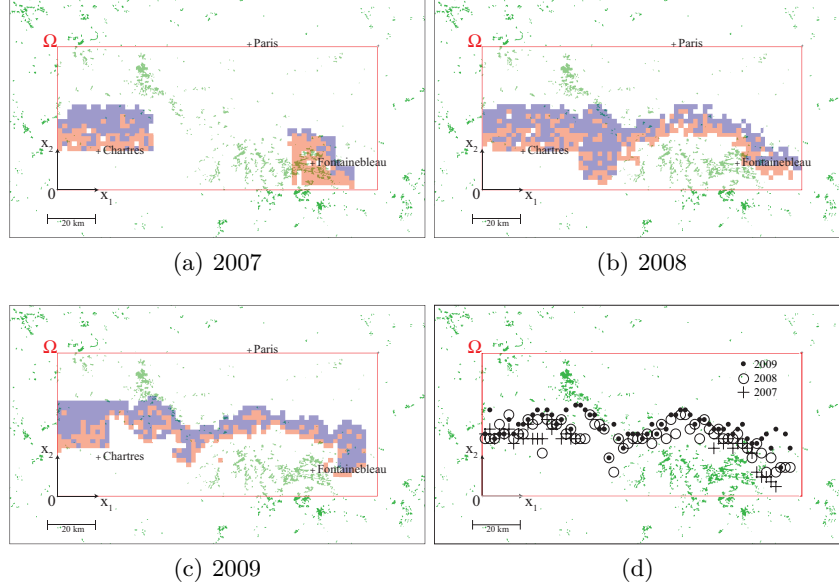 Ω
Paris
x2
Chartres
Fontainebleau
0
x1
20 km
(a) 2007
Ω
Paris
x2
Chartres
Fontainebleau
0
x1
20 km
(b) 2008
Ω
Paris
x2
Chartres
Fontainebleau
0
x1
20 km
(c) 2009
Ω
2009
2008
2007
x2
0
x1
20 km
(d)